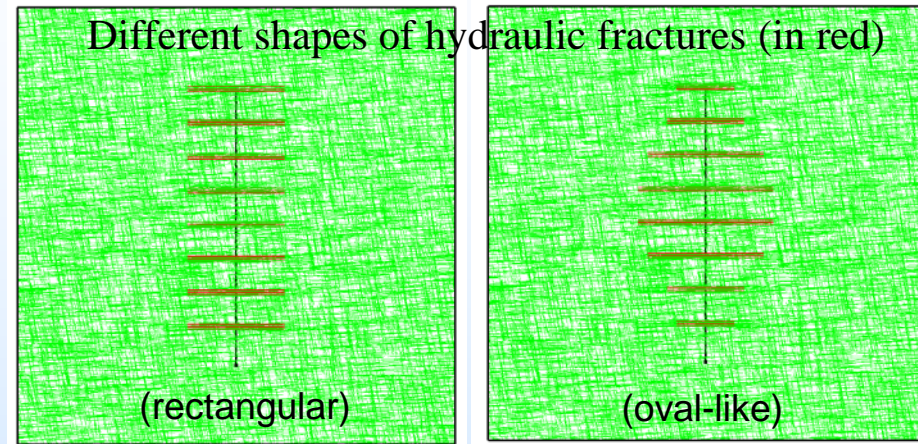 Different shapes of hydraulic fractures (in red)
(rectangular)
(oval-like)